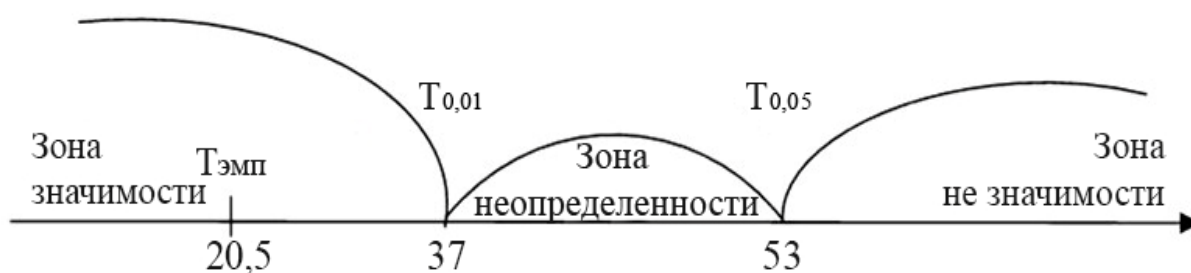 T0,01
T0,05
Зона
значимости
Тэмп
Зона
неопределенности
Зона
не значимости
20,5
37
53